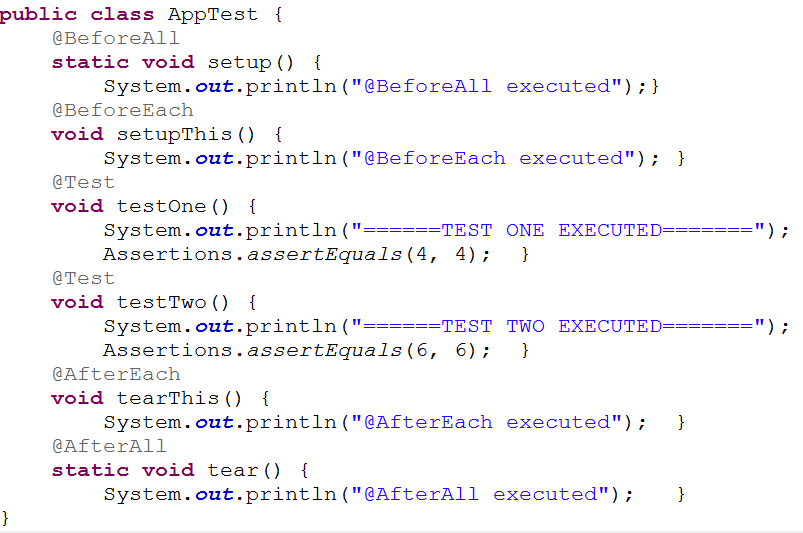 public class AppTest {
    @BeforeAll
    static void setup() {
        System.out.println("@BeforeAll executed");}
    @BeforeEach
    void setupThis() {
        System.out.println("@BeforeEach executed"); }
    @Test
    void testOne() {
        System.out.println("======TEST ONE EXECUTED=======");
        Assertions.assertEquals(4, 4);  }
    @Test
    void testTwo() {
        System.out.println("======TEST TWO EXECUTED=======");
        Assertions.assertEquals(6, 6);  }
    @AfterEach
    void tearThis() {
        System.out.println("@AfterEach executed");  }
    @AfterAll
    static void tear() {
        System.out.println("@AfterAll executed");   }
}